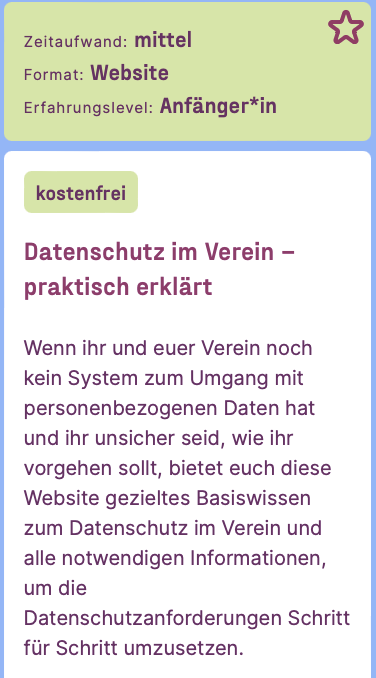 Zeitaufwand: mittel
Format: Website
Erfahrungslevel: Anfänger*in
kostenfrei
Datenschutz im Verein –
praktisch erklärt
Wenn ihr und euer Verein noch
kein System zum Umgang mit
personenbezogenen Daten hat
und ihr unsicher seid, wie ihr
vorgehen sollt, bietet euch diese
Website gezieltes Basiswissen
zum Datenschutz im Verein und
alle notwendigen Informationen,
um die
Datenschutzanforderungen Schritt
für Schritt umzusetzen.